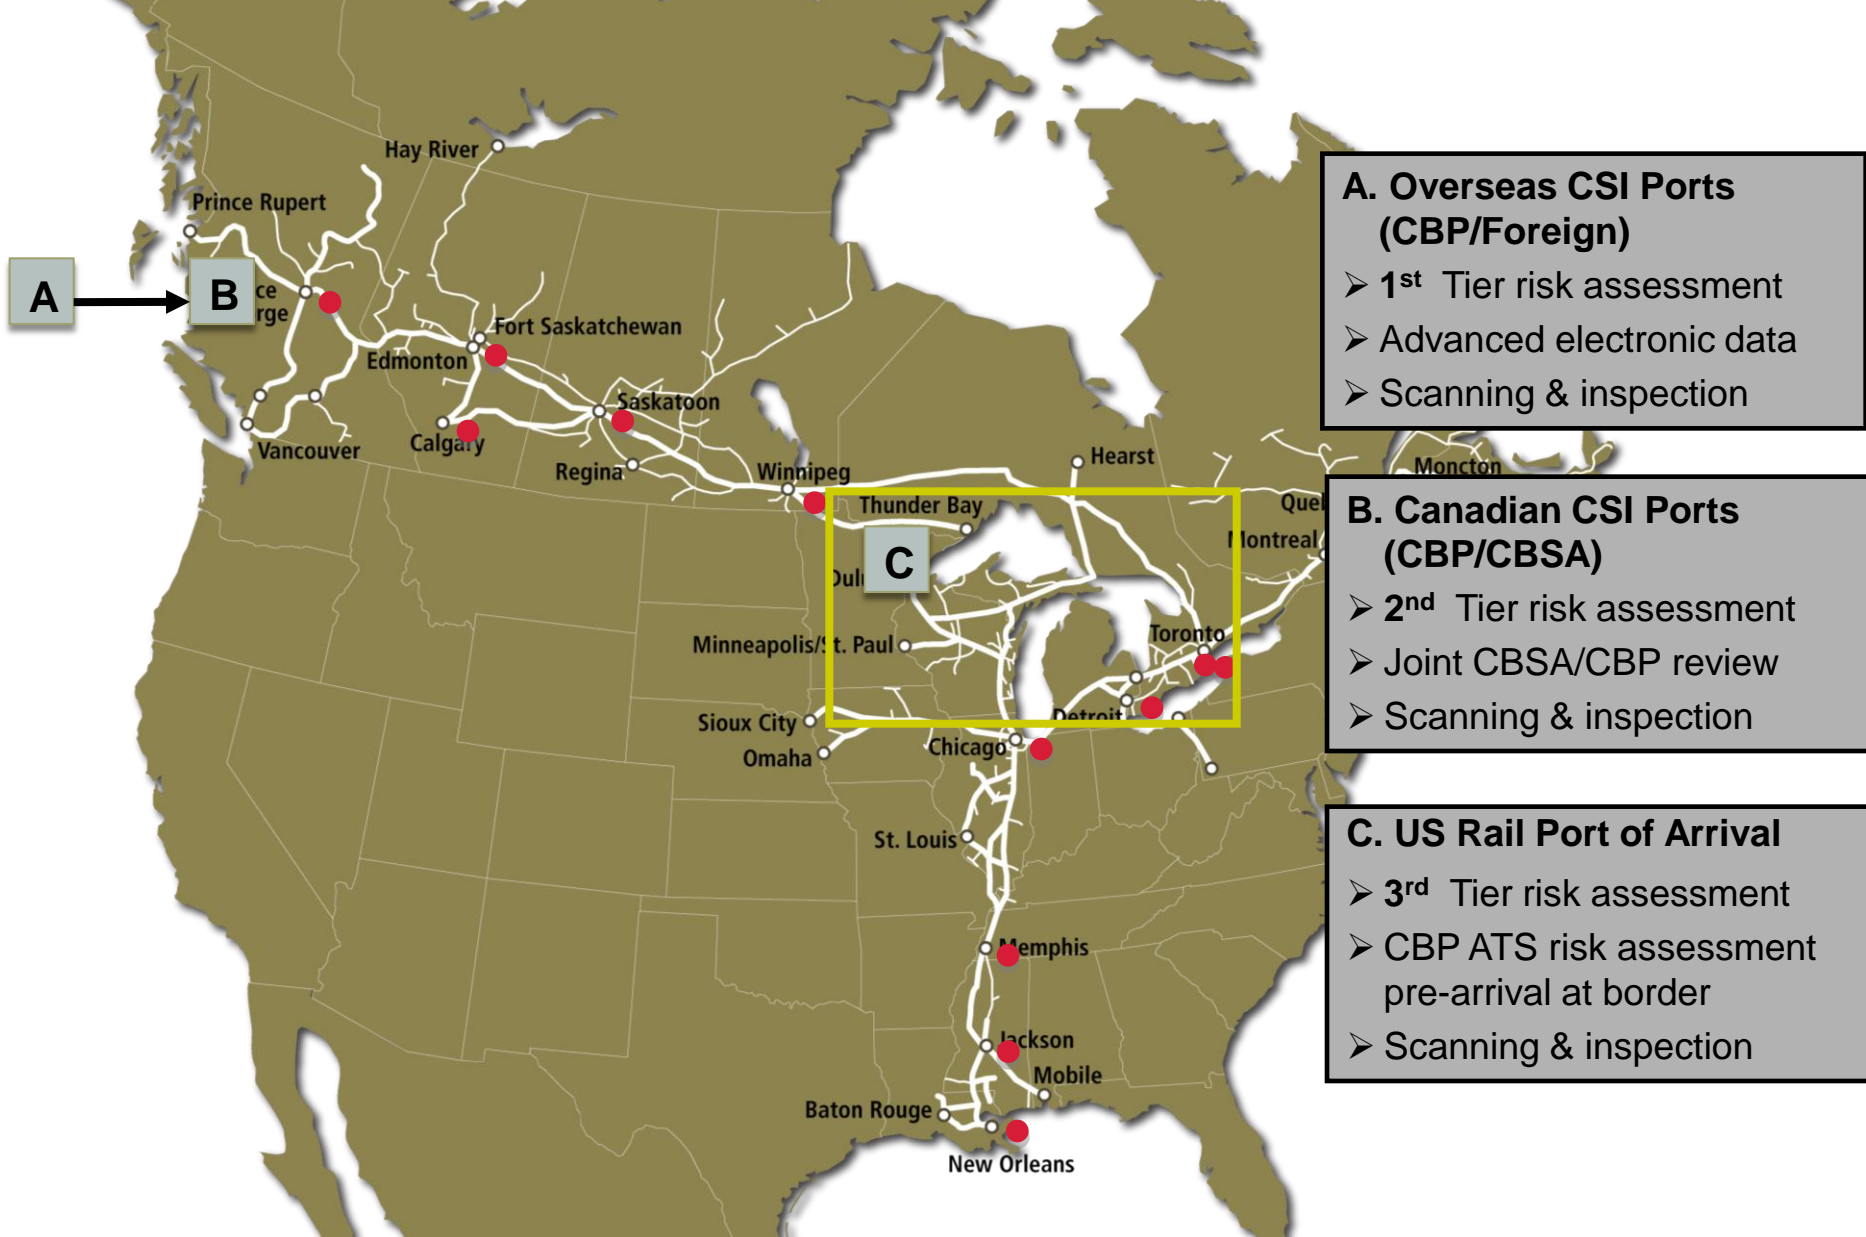 Hay River
Prince Rupert
A
B
ce
rge
Fort Saskatchewan
Edmonton
Saskatoon
Calgary
Vancouver
Regina
Winnipeg
Hearst
Thunder Bay
Moncton
Quel
Montreal
C
Dul
Toronto
Minneapolis/St. Paul
Detroit
Sioux City
Chicago
Omaha
St. Louis
Memphis
Jackson
Mobile
Baton Rouge
New Orleans
A. Overseas CSI Ports
(CBP/Foreign)
➢ 1st Tier risk assessment
➢ Advanced electronic data
➢ Scanning & inspection
B. Canadian CSI Ports
(CBP/CBSA)
➢ 2nd Tier risk assessment
➢ Joint CBSA/CBP review
➢ Scanning & inspection
C. US Rail Port of Arrival
➢ 3rd Tier risk assessment
➢ CBP ATS risk assessment
pre-arrival at border
➢ Scanning & inspection